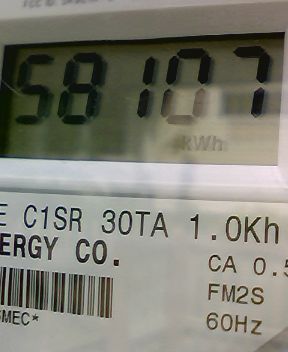 58107
kWh
E C1SR 30TA 1.0Kh
ERGY CO.
CA 0.5
FM2S
60Hz
SMEC*